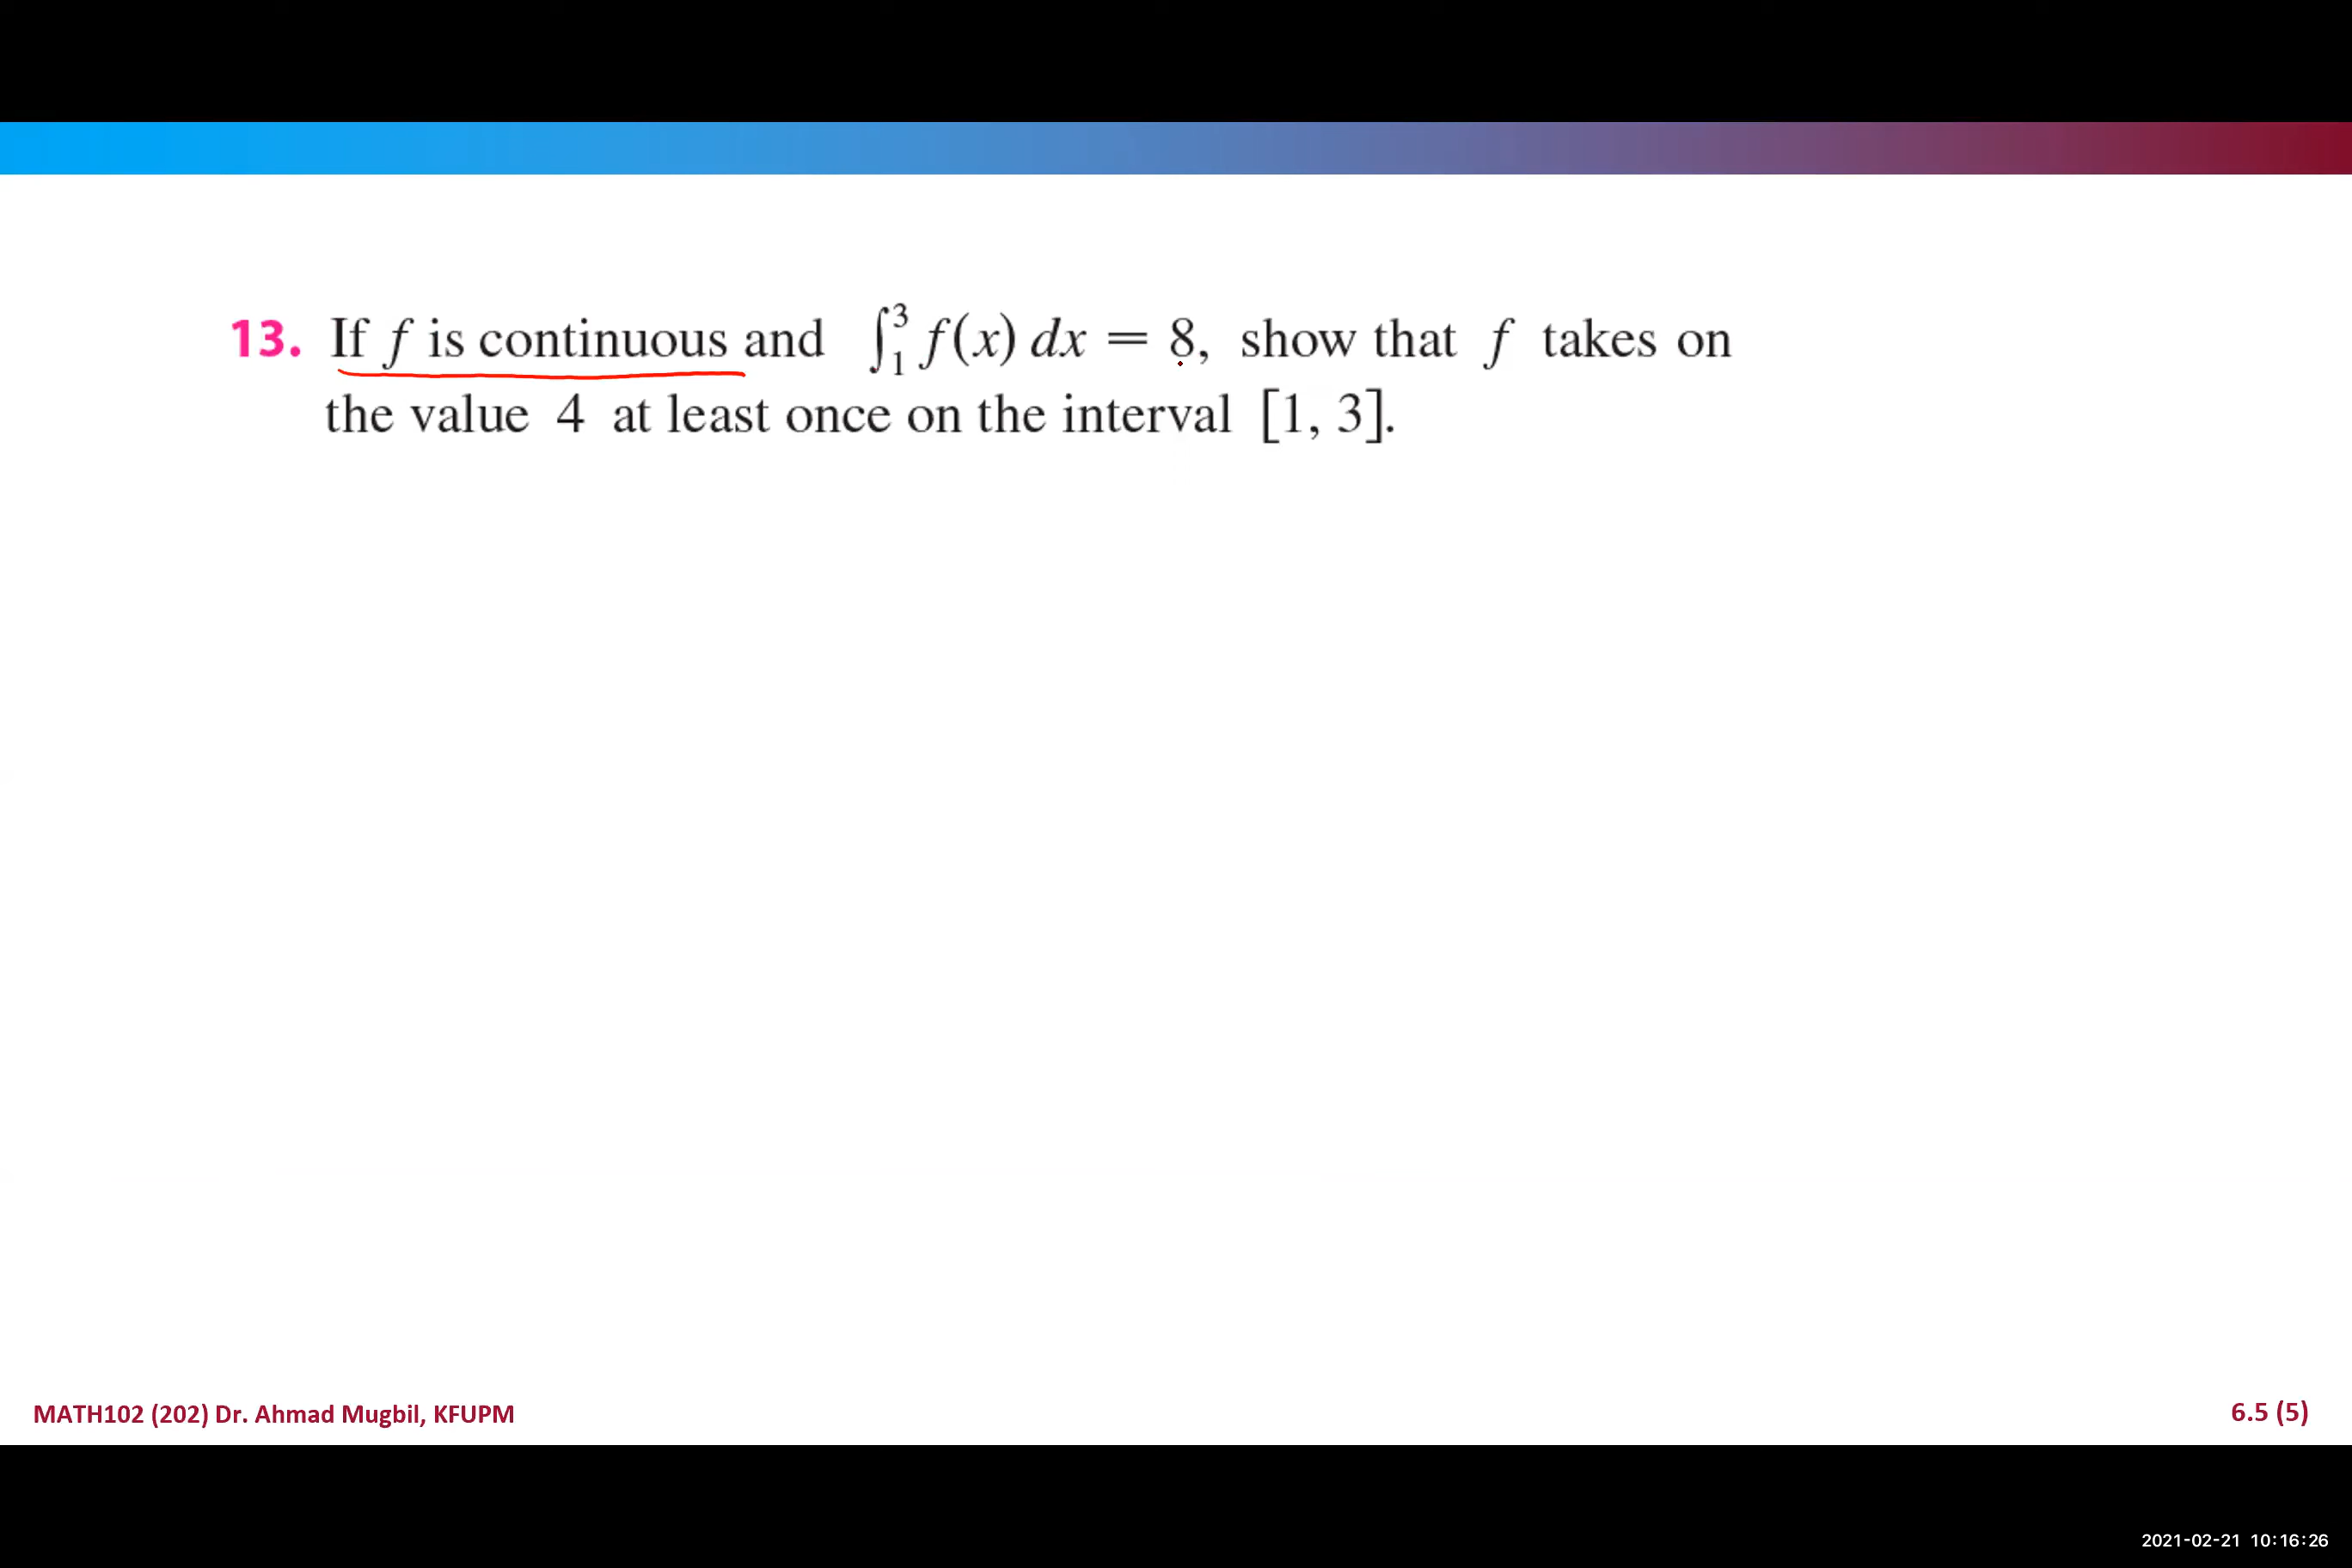 13. If f is continuous and ∫₁³ f(x) dx = 8, show that f takes on
the value 4 at least once on the interval [1, 3].
MATH102 (202) Dr. Ahmad Mugbil, KFUPM
6.5 (5)
2021-02-21 10:16:26